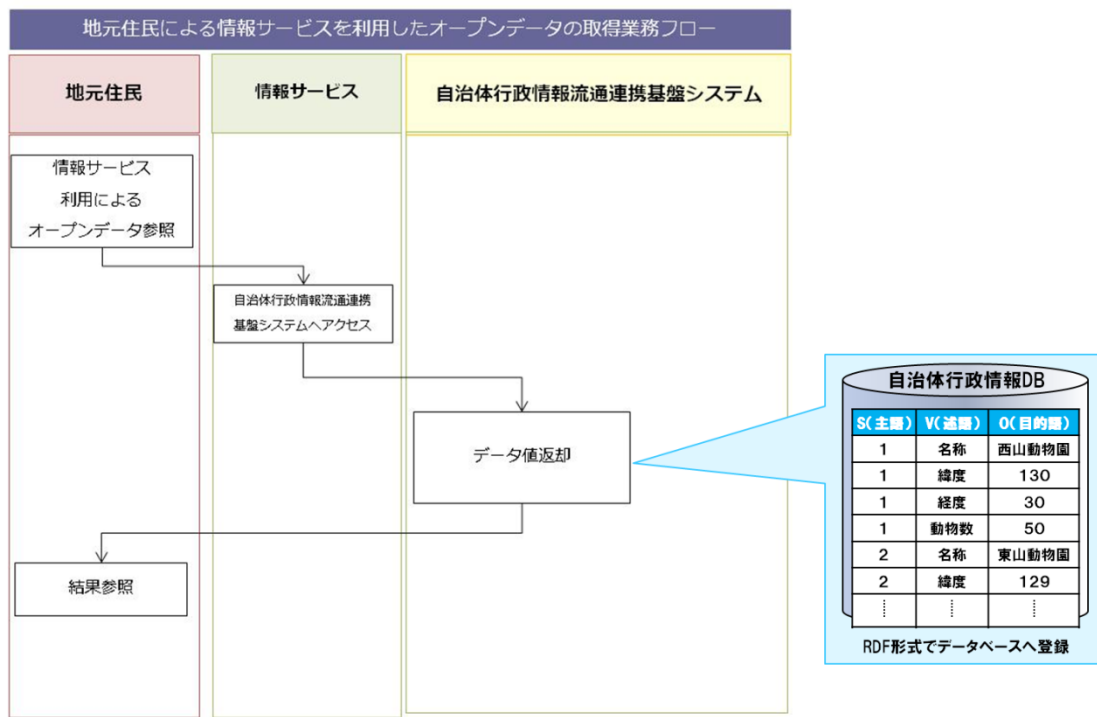 地元住民による情報サービスを利用したオープンデータの取得業務フロー
地元住民
情報サービス
自治体行政情報流通連携基盤システム
情報サービス
利用による
オープンデータ参照
自治体行政情報流通連携
基盤システムへアクセス
データ値返却
結果参照
自治体行政情報DB
S(主語) V(述語) O(目的語)
1 名称 西山動物園
1 緯度 130
1 経度 30
1 動物数 50
2 名称 東山動物園
2 緯度 129
RDF形式でデータベースへ登録